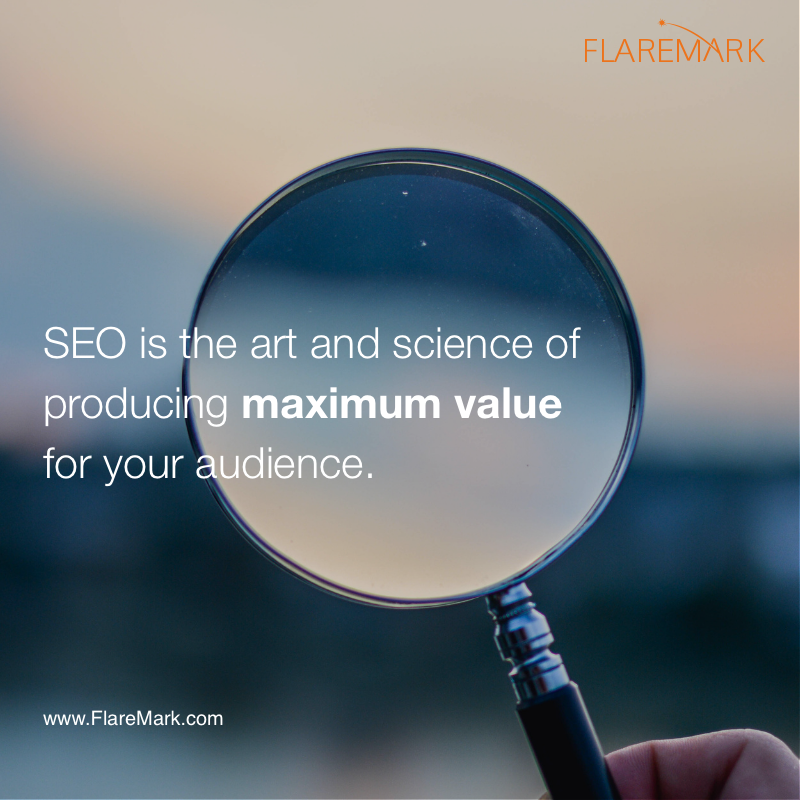 FLAREMARK
SEO is the art and science of
producing maximum value
for your audience.
www.FlareMark.com